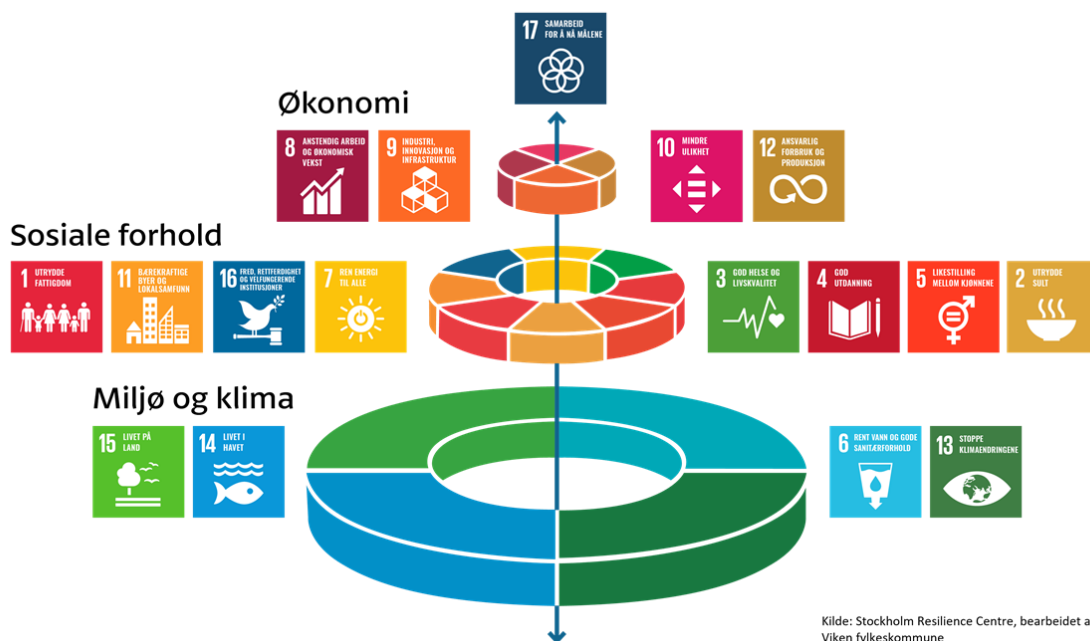 17 SAMARBEID
FOR Å NÅ MÅLENE
Økonomi
8 ANSTENDIG ARBEID
OG ØKONOMISK
VEKST
9 INDUSTRI,
INNOVASJON OG
INFRASTRUKTUR
10 MINDRE
ULIKHET
12 ANSVARLIG
FORBRUK OG
PRODUKSJON
Sosiale forhold
1 UTRYDDE
FATTIGDOM
11 BÆREKRAFTIGE
BYER OG
LOKALSAMFUNN
16 FRED, RETTFERDIGHET
OG VELFUNGERENDE
INSTITUSJONER
7 REN ENERGI
TIL ALLE
3 GOD HELSE OG
LIVSKVALITET
4 GOD
UTDANNING
5 LIKESTILLING
MELLOM KJØNNENE
2 UTRYDDE
SULT
Miljø og klima
15 LIVET PÅ
LAND
14 LIVET I
HAVET
6 RENT VANN OG GODE
SANITÆRFORHOLD
13 STOPPE
KLIMAENDRINGENE
Kilde: Stockholm Resilience Centre, bearbeidet a
Viken fylkeskommune